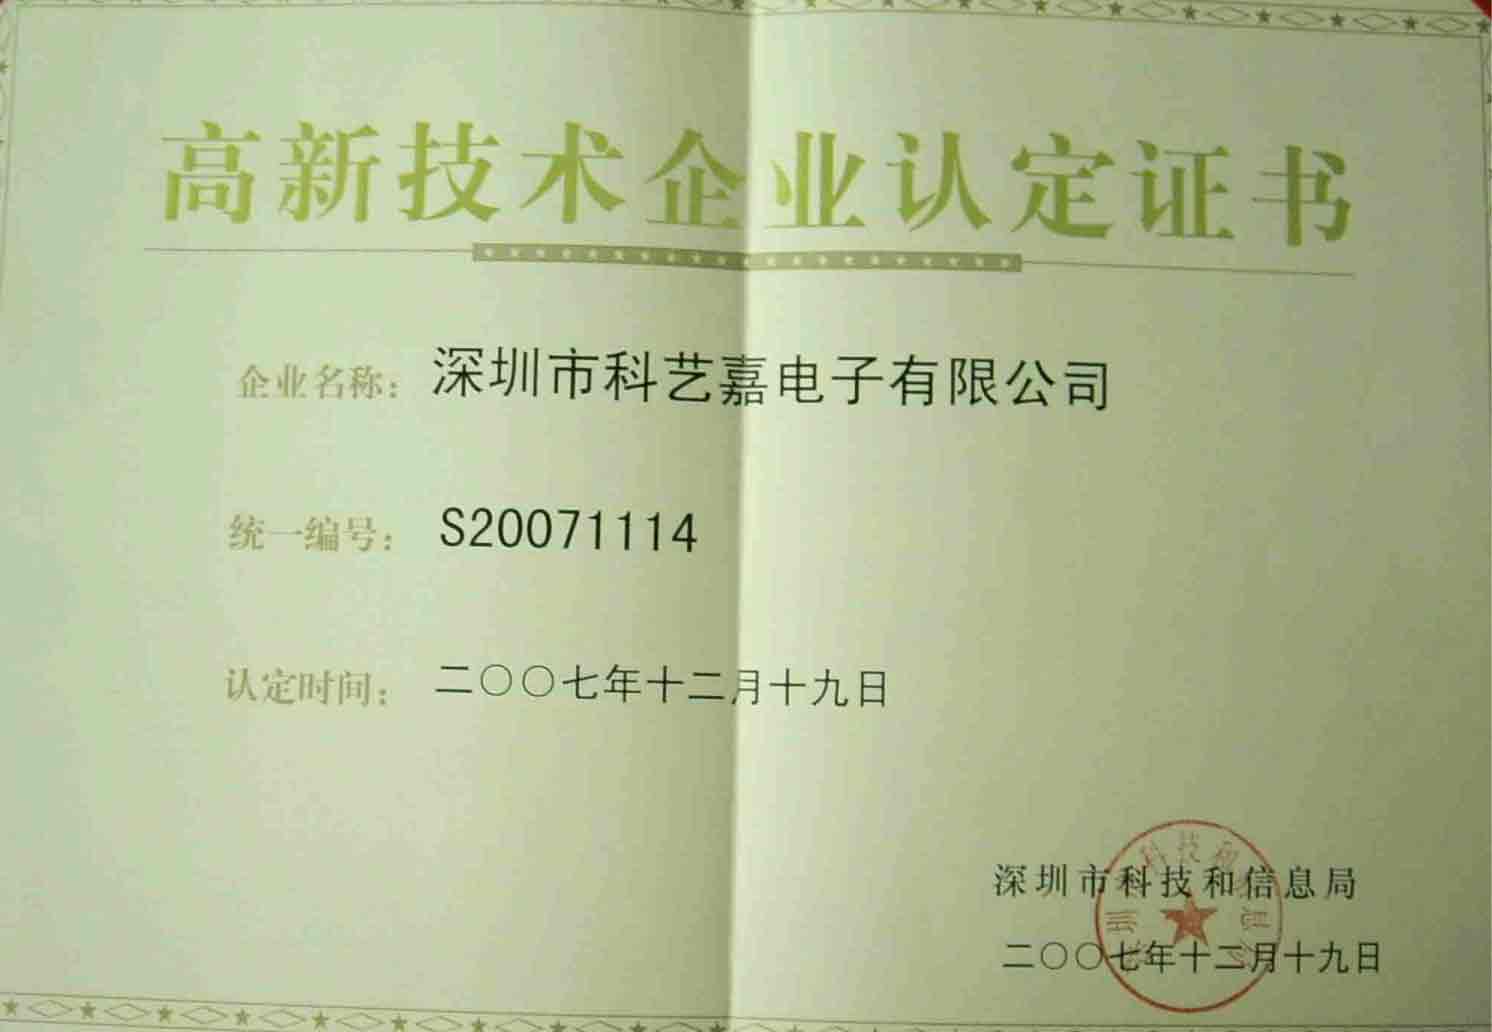 高新技术企业认定证书
企业名称：深圳市科艺嘉电子有限公司
统一编号：S20071114
认定时间：二〇〇七年十二月十九日
深圳市科技和信息局
二〇〇七年十二月十九日